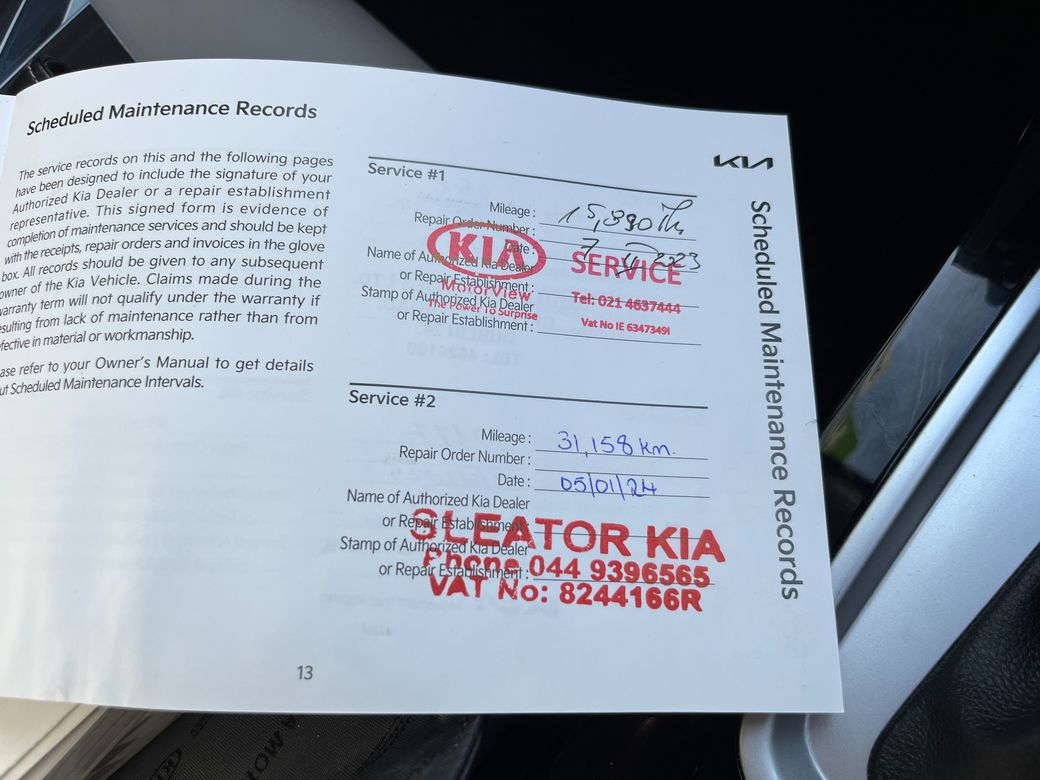 Scheduled Maintenance Records
The service records on this and the following pages
have been designed to include the signature of your
Authorized Kia Dealer or a repair establishment
representative. This signed form is evidence of
completion of maintenance services and should be kept
with the receipts, repair orders and invoices in the glove
box. All records should be given to any subsequent
owner of the Kia Vehicle. Claims made during the
warranty term will not qualify under the warranty if
sulting from lack of maintenance rather than from
fective in material or workmanship.
ase refer to your Owner's Manual to get details
ut Scheduled Maintenance Intervals.
13
KIA
Scheduled Maintenance Records
Service #1
Mileage :
Repair Order Number :
Date :
Name of Authorized Kia Dealer
or Repair Establishment :
Stamp of Authorized Kia Dealer
or Repair Establishment :
KIA
SERVICE
MotorView
The Power To Surprise
Tel: 021 4637444
Vat No IE 6347349I
Service #2
Mileage : 31,158 km.
Repair Order Number :
Date : 05/01/24
Name of Authorized Kia Dealer
or Repair Establishment :
Stamp of Authorized Kia Dealer
or Repair Establishment :
SLEATOR KIA
Phone 044 9396565
VAT No: 8244166R